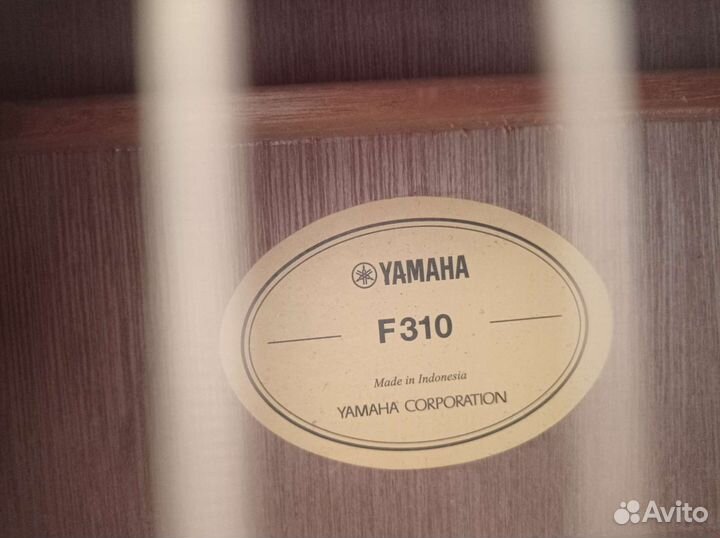 YAMAHA
F310
Made in Indonesia
YAMAHA CORPORATION
Avito